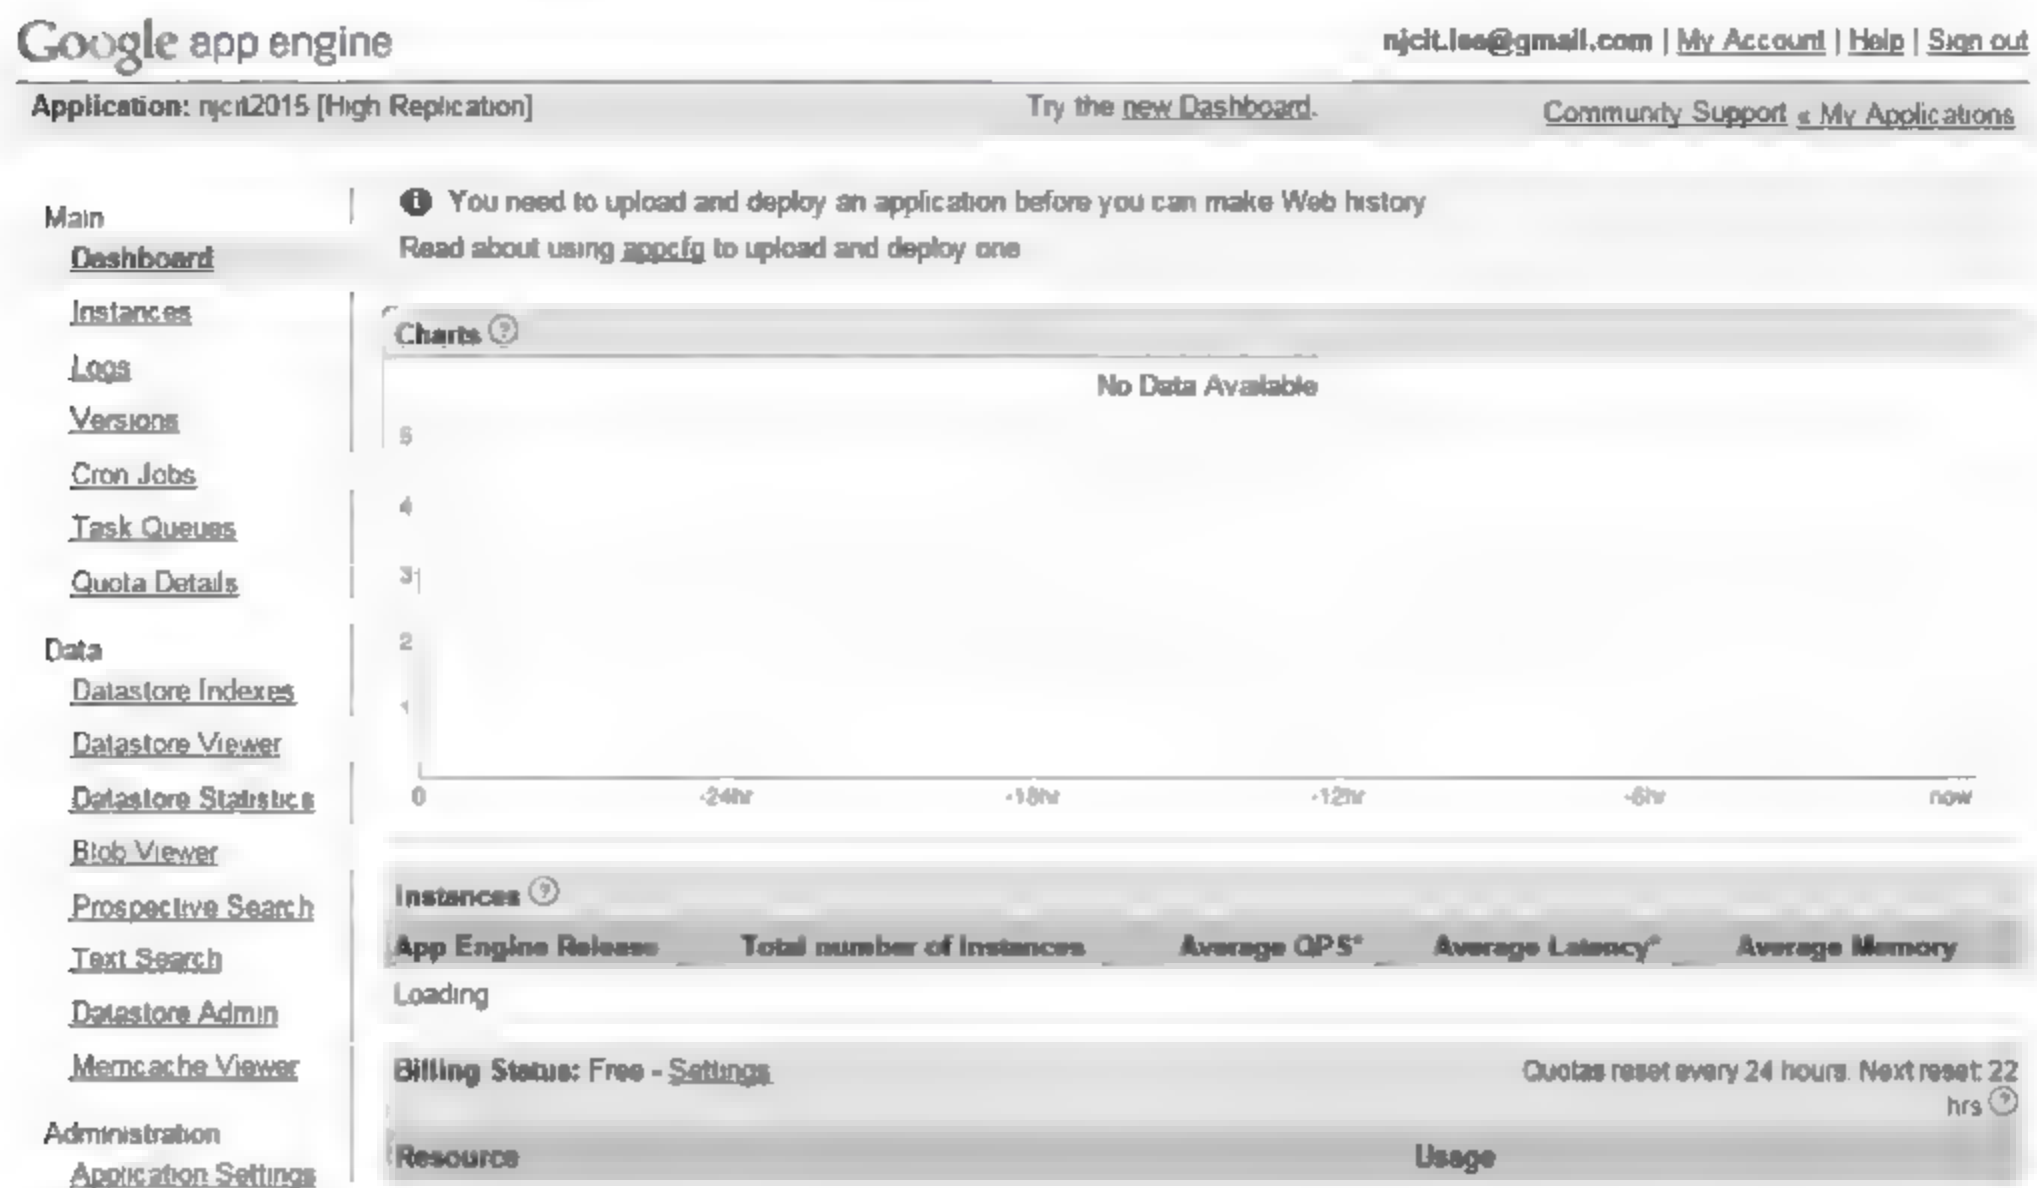 Google app engine
njcit.lee@gmail.com | My Account | Help | Sign out
Application: njcit2015 [High Replication]
Try the new Dashboard.
Community Support « My Applications
Main
Dashboard
Instances
Logs
Versions
Cron Jobs
Task Queues
Quota Details
Data
Datastore Indexes
Datastore Viewer
Datastore Statistics
Blob Viewer
Prospective Search
Text Search
Datastore Admin
Memcache Viewer
Administration
Application Settings
You need to upload and deploy an application before you can make Web history
Read about using appcfg to upload and deploy one
Charts ?
No Data Available
5
4
3
2
1
0 -24hr -18hr -12hr -6hr now
Instances ?
App Engine Release Total number of Instances Average QPS* Average Latency* Average Memory
Loading
Billing Status: Free - Settings
Quotas reset every 24 hours. Next reset: 22
hrs ?
Resource Usage